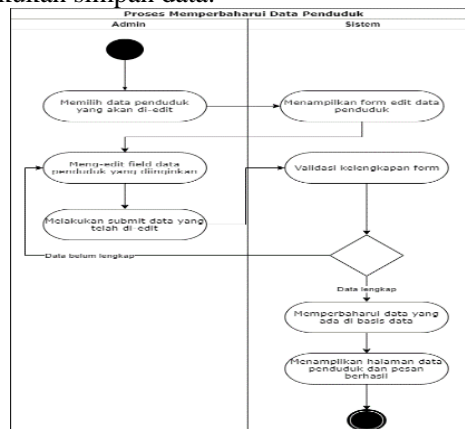 Proses Memperbaharui Data Penduduk
Admin
Sistem
Memilih data penduduk
yang akan di-edit
Menampilkan form edit data
penduduk
Meng-edit field data
penduduk yang diinginkan
Validasi kelengkapan form
Melakukan submit data yang
telah di-edit
Data belum lengkap
Data lengkap
Memperbaharui data yang
ada di basis data
Menampilkan halaman data
penduduk dan pesan
berhasil